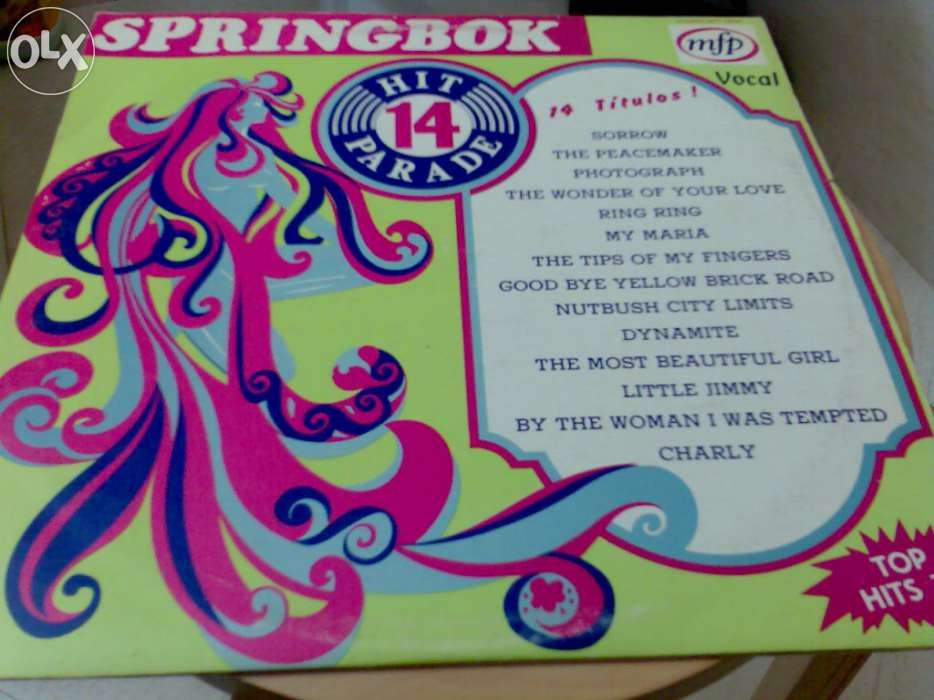 OLX
SPRINGBOK
HIT
14
PARADE
mfp
Vocal
14 Títulos!
SORROW
THE PEACEMAKER
PHOTOGRAPH
THE WONDER OF YOUR LOVE
RING RING
MY MARIA
THE TIPS OF MY FINGERS
GOOD BYE YELLOW BRICK ROAD
NUTBUSH CITY LIMITS
DYNAMITE
THE MOST BEAUTIFUL GIRL
LITTLE JIMMY
BY THE WOMAN I WAS TEMPTED
CHARLY
TOP
HITS